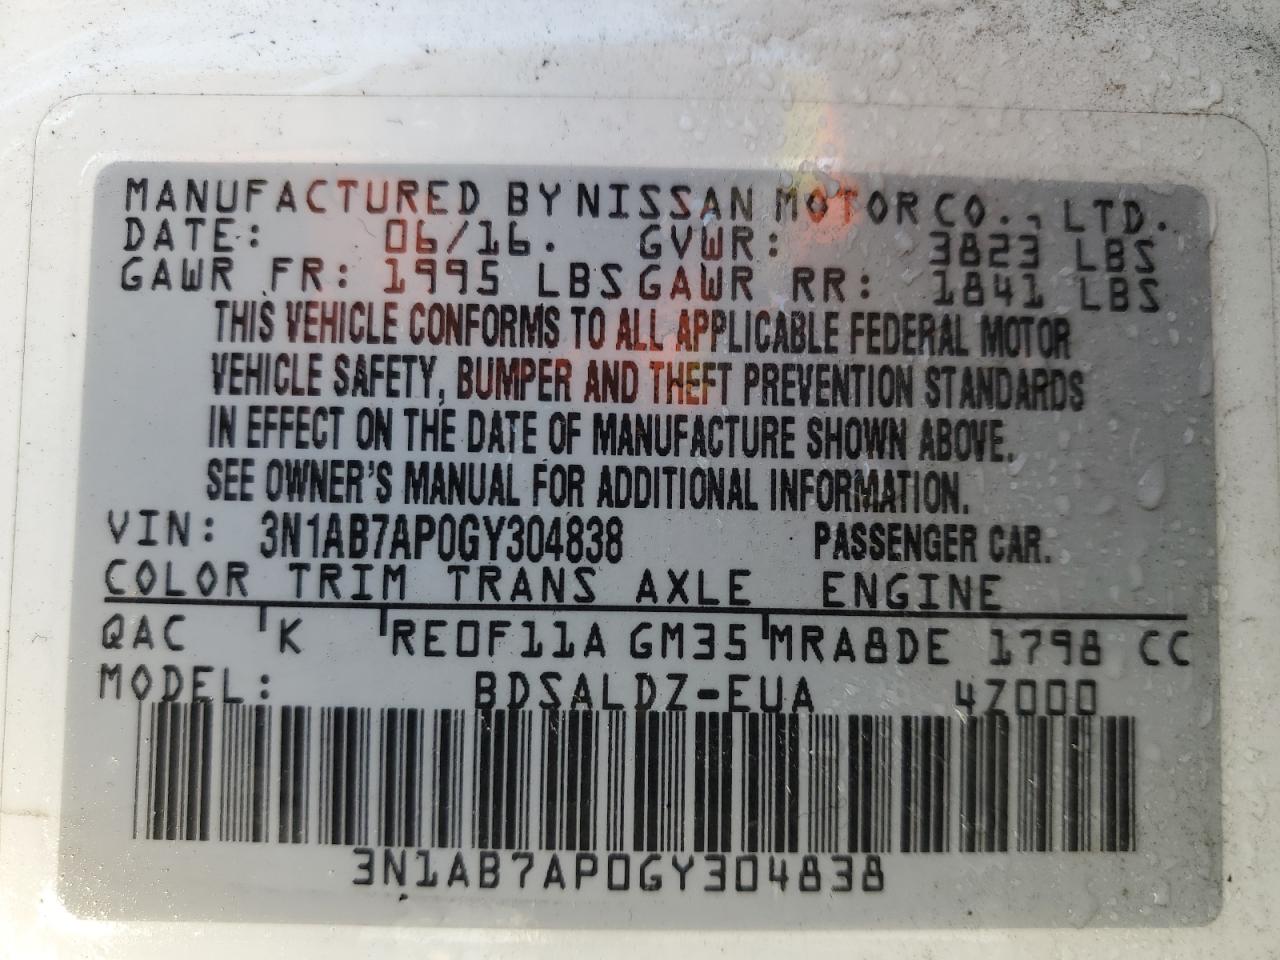 MANUFACTURED BY NISSAN MOTOR CO., LTD.
DATE: 06/16. GVWR: 3823 LBS
GAWR FR: 1995 LBS GAWR RR: 1841 LBS
THIS VEHICLE CONFORMS TO ALL APPLICABLE FEDERAL MOTOR
VEHICLE SAFETY, BUMPER AND THEFT PREVENTION STANDARDS
IN EFFECT ON THE DATE OF MANUFACTURE SHOWN ABOVE.
SEE OWNER'S MANUAL FOR ADDITIONAL INFORMATION.
VIN: 3N1AB7AP0GY304838 PASSENGER CAR.
COLOR TRIM TRANS AXLE ENGINE
QAC K RE0F11A GM35 MRA8DE 1798 CC
MODEL: BDSALDZ-EUA 4Z000
3N1AB7AP0GY304838